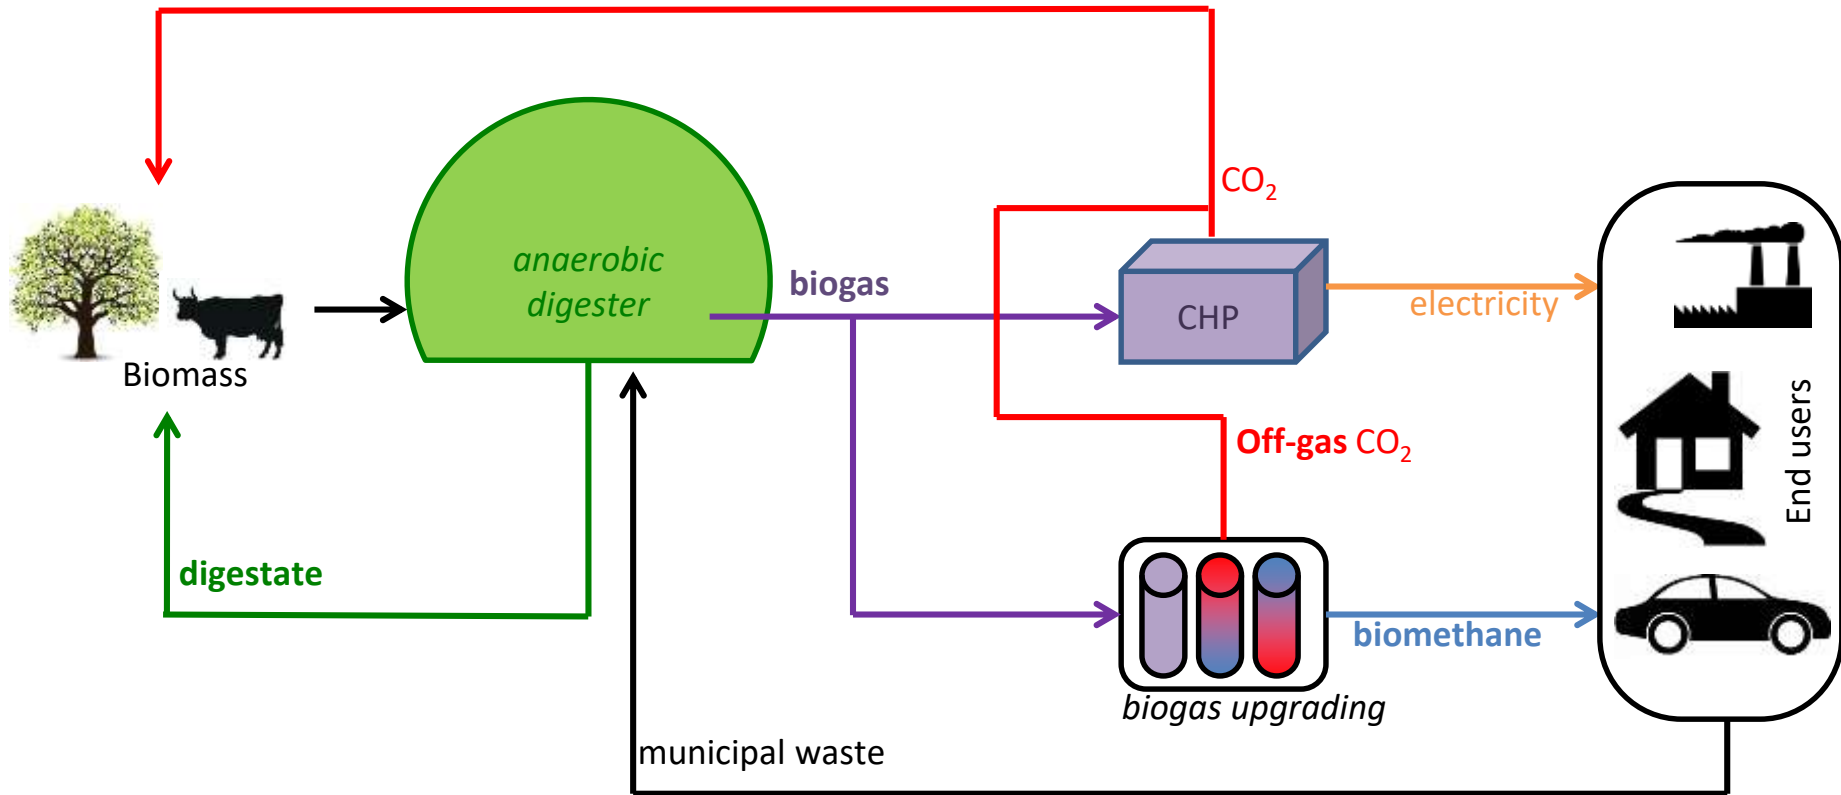 CO₂
anaerobic
digester
biogas
CHP
electricity
Biomass
End users
Off-gas CO₂
digestate
biomethane
biogas upgrading
municipal waste